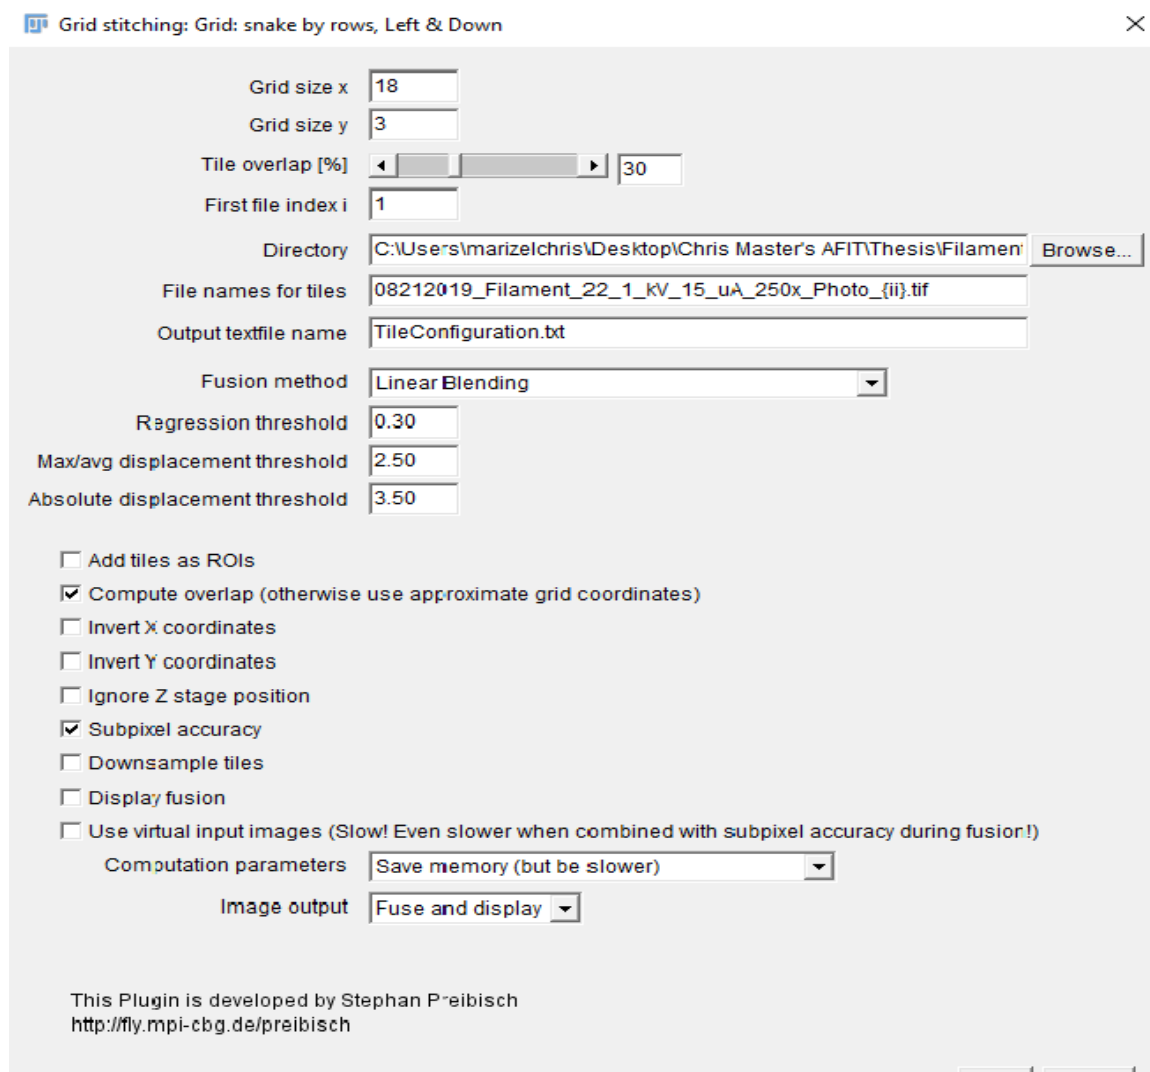 Grid stitching: Grid: snake by rows, Left & Down
Grid size x 18
Grid size y 3
Tile overlap [%] 30
First file index i 1
Directory C:\Users\marizelchris\Desktop\Chris Master's AFIT\Thesis\Filament Browse...
File names for tiles 08212019_Filament_22_1_kV_15_uA_250x_Photo_{ii}.tif
Output textfile name TileConfiguration.txt
Fusion method Linear Blending
Regression threshold 0.30
Max/avg displacement threshold 2.50
Absolute displacement threshold 3.50
Add tiles as ROIs
Compute overlap (otherwise use approximate grid coordinates)
Invert X coordinates
Invert Y coordinates
Ignore Z stage position
Subpixel accuracy
Downsample tiles
Display fusion
Use virtual input images (Slow! Even slower when combined with subpixel accuracy during fusion!)
Computation parameters Save memory (but be slower)
Image output Fuse and display
This Plugin is developed by Stephan Preibisch
http://fly.mpi-cbg.de/preibisch